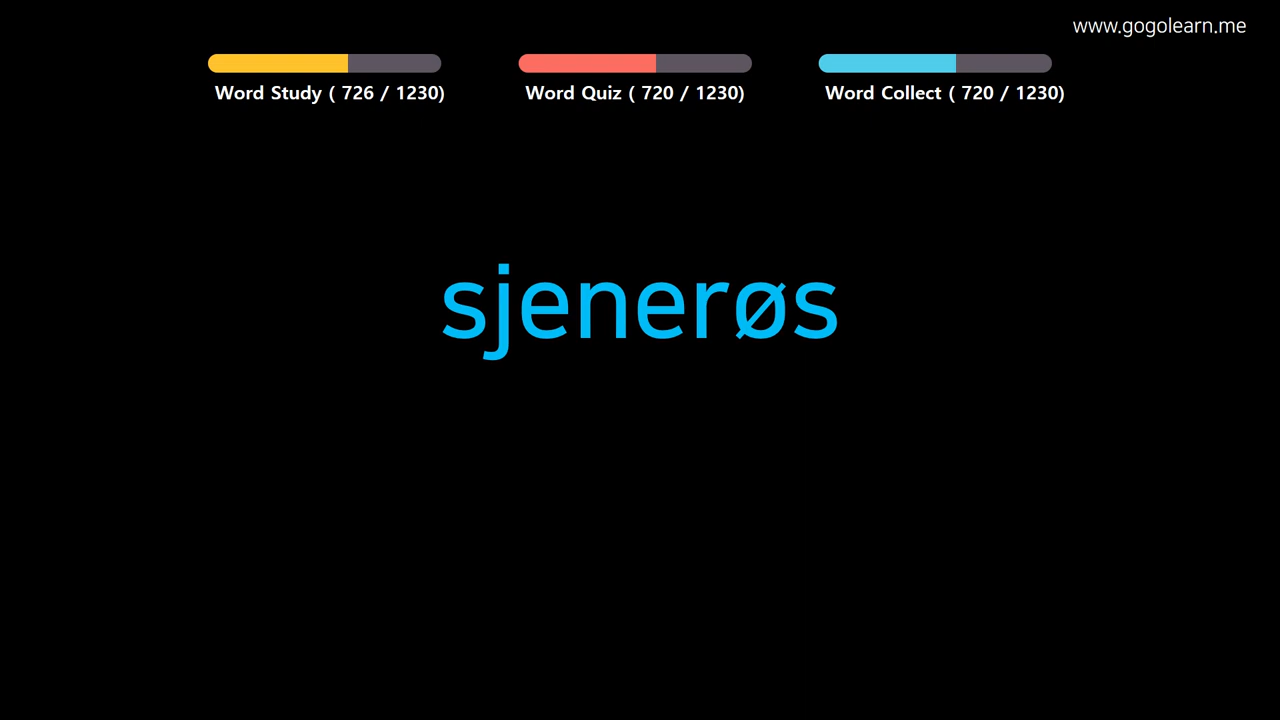 www.gogolearn.me
Word Study ( 726 / 1230)
Word Quiz ( 720 / 1230)
Word Collect ( 720 / 1230)
sjenerøs